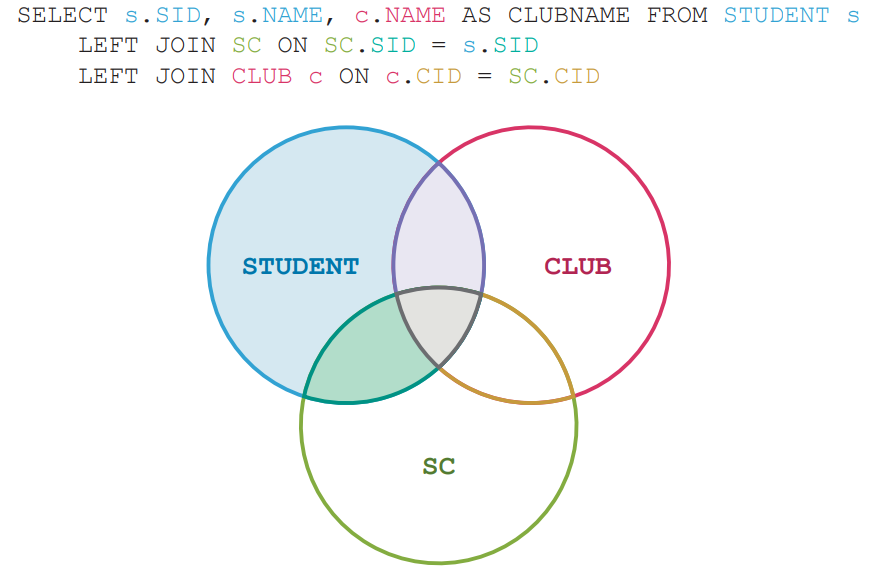 SELECT s.SID, s.NAME, c.NAME AS CLUBNAME FROM STUDENT s
LEFT JOIN SC ON SC.SID = s.SID
LEFT JOIN CLUB c ON c.CID = SC.CID
STUDENT
CLUB
SC